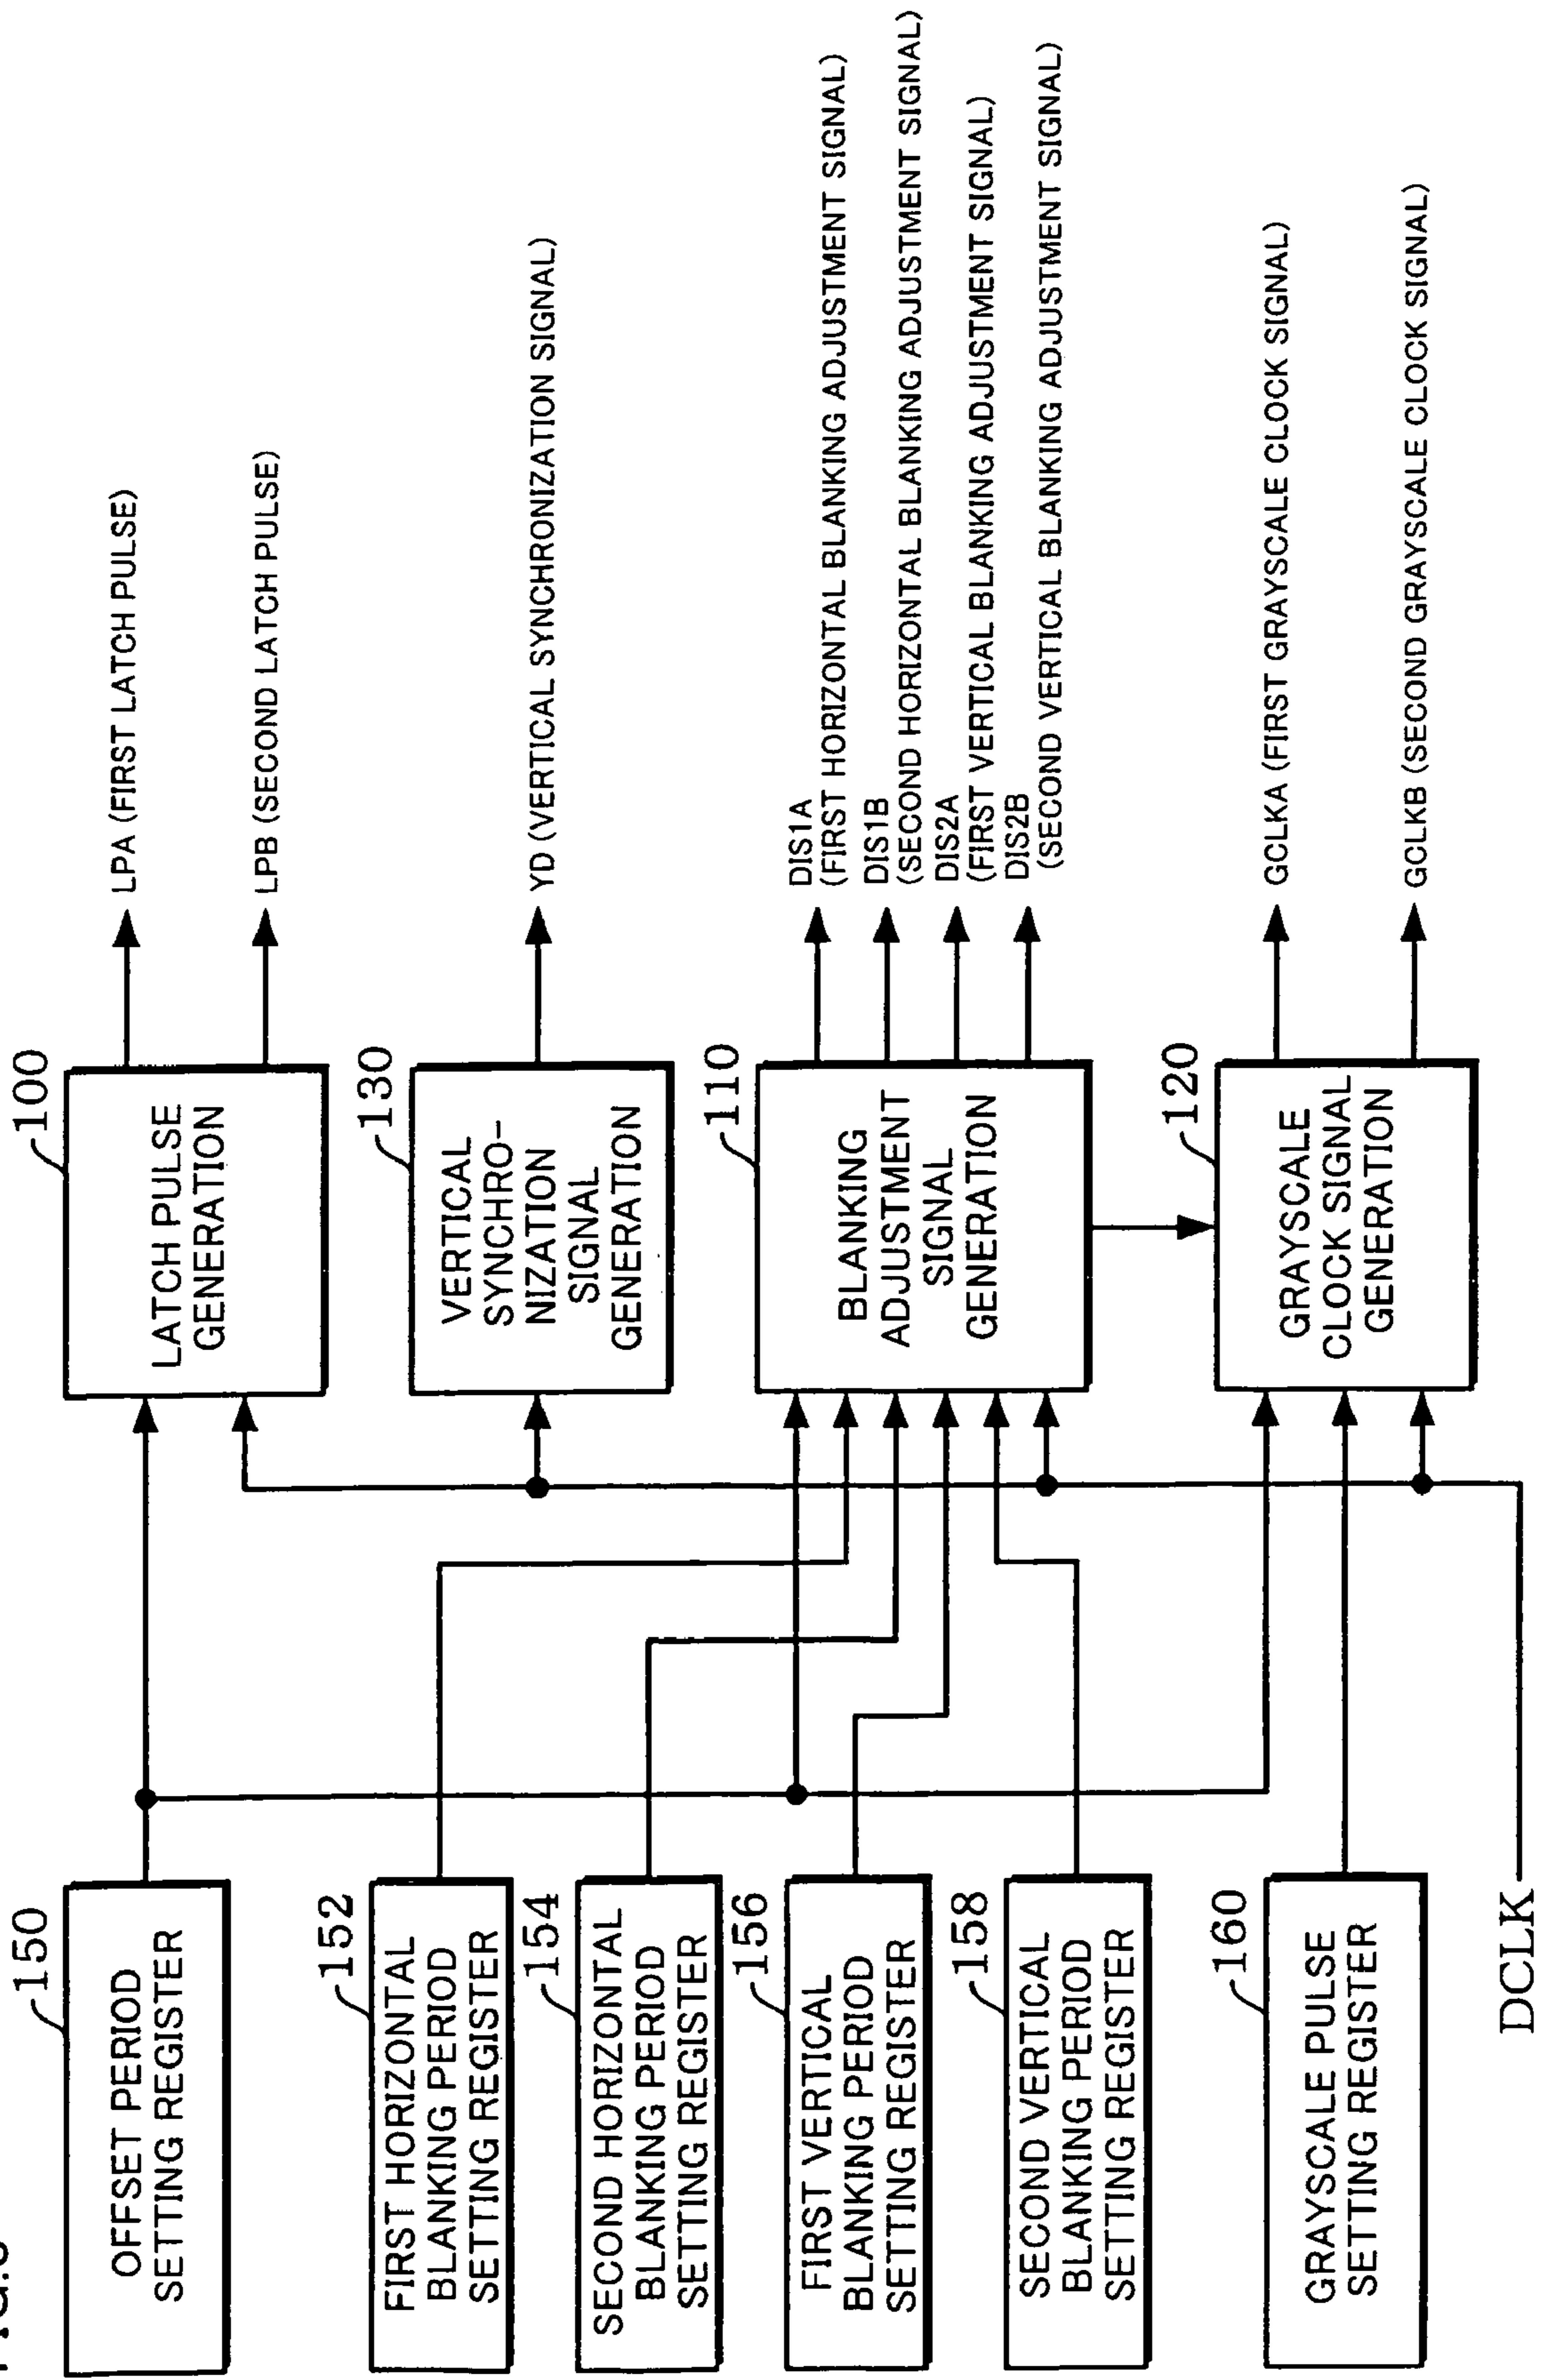 150
OFFSET PERIOD
SETTING REGISTER
152
FIRST HORIZONTAL
BLANKING PERIOD
SETTING REGISTER
154
SECOND HORIZONTAL
BLANKING PERIOD
SETTING REGISTER
156
FIRST VERTICAL
BLANKING PERIOD
SETTING REGISTER
158
SECOND VERTICAL
BLANKING PERIOD
SETTING REGISTER
160
GRAYSCALE PULSE
SETTING REGISTER
DCLK
100
LATCH PULSE
GENERATION
130
VERTICAL
SYNCHRO-
NIZATION
SIGNAL
GENERATION
110
BLANKING
ADJUSTMENT
SIGNAL
GENERATION
120
GRAYSCALE
CLOCK SIGNAL
GENERATION
LPA (FIRST LATCH PULSE)
LPB (SECOND LATCH PULSE)
YD (VERTICAL SYNCHRONIZATION SIGNAL)
DIS1A
(FIRST HORIZONTAL BLANKING ADJUSTMENT SIGNAL)
DIS1B
(SECOND HORIZONTAL BLANKING ADJUSTMENT SIGNAL)
DIS2A
(FIRST VERTICAL BLANKING ADJUSTMENT SIGNAL)
DIS2B
(SECOND VERTICAL BLANKING ADJUSTMENT SIGNAL)
GCLKA (FIRST GRAYSCALE CLOCK SIGNAL)
GCLKB (SECOND GRAYSCALE CLOCK SIGNAL)